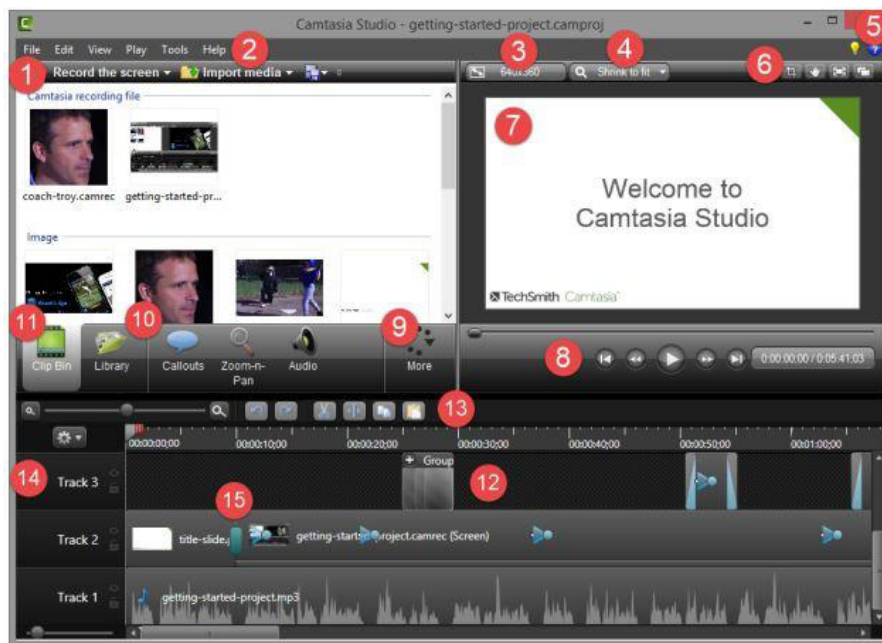 Camtasia Studio - getting-started-project.camproj
5
File Edit View Play Tools Help
2
3
4
6
1
Record the screen
Import media
640x360
Shrink to fit
Camtasia recording file
coach-troy.camrec
getting-started-pr...
7
Welcome to
Camtasia Studio
TechSmith Camtasia
Image
11
10
9
8
Clip Bin
Library
Callouts
Zoom-n-
Pan
Audio
More
0:00:00;00 / 0:05:41;03
13
00:00:00;00
00:00:10;00
00:00:20;00
00:00:30;00
00:00:40;00
00:00:50;00
00:01:00;00
14
Track 3
+ Group
12
15
Track 2
title-slide.
getting-started-project.camrec (Screen)
Track 1
getting-started-project.mp3